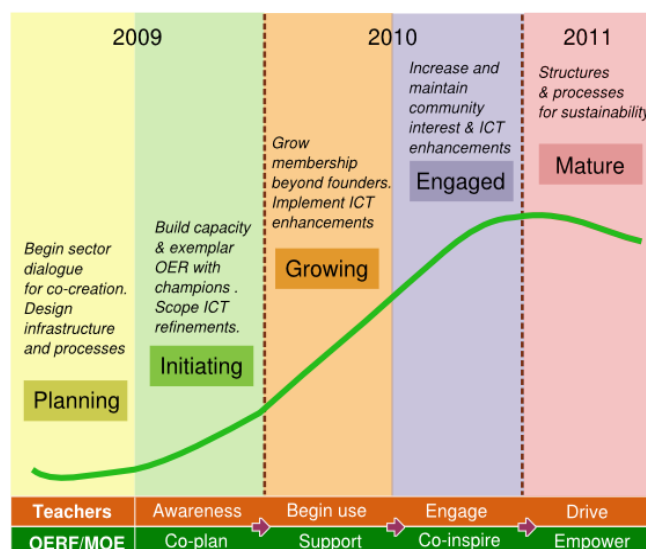 2009
2010
2011
Begin sector
dialogue
for co-creation.
Design
infrastructure
and processes
Planning
Build capacity
& exemplar
OER with
champions .
Scope ICT
refinements.
Initiating
Grow
membership
beyond founders.
Implement ICT
enhancements
Growing
Increase and
maintain
community
interest & ICT
enhancements
Engaged
Structures
& processes
for sustainability
Mature
Teachers Awareness Begin use Engage Drive
OERF/MOE Co-plan Support Co-inspire Empower